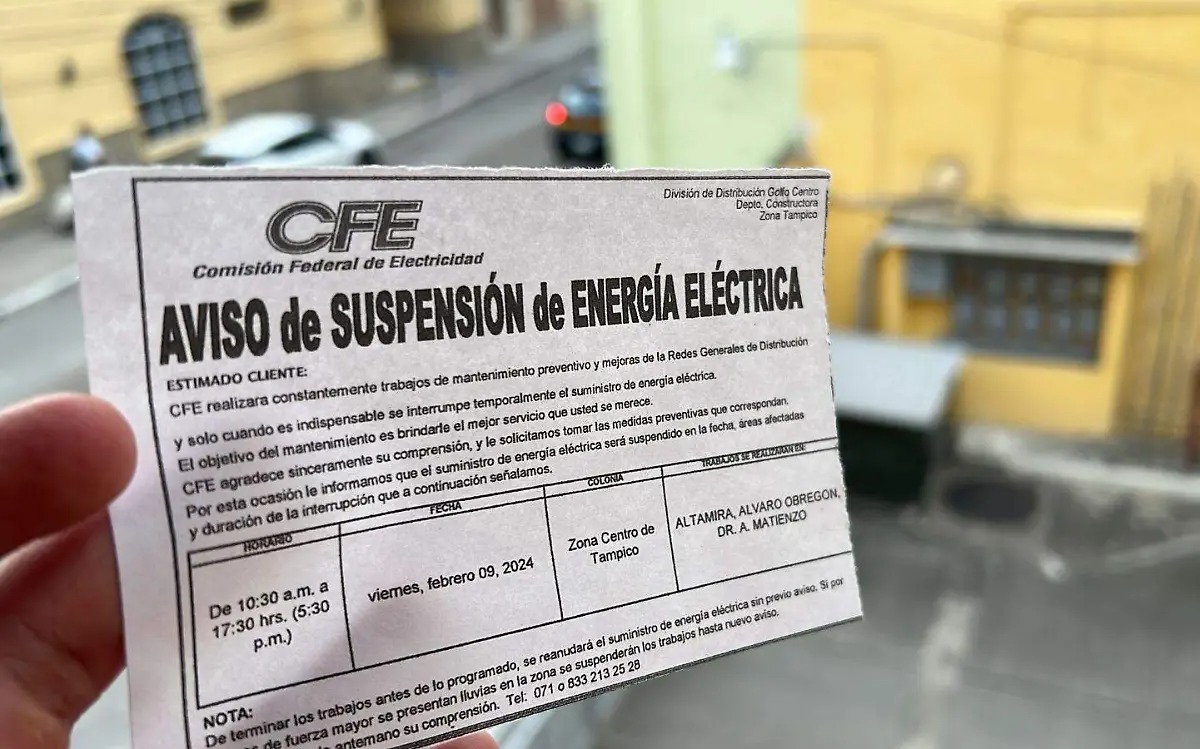 División de Distribución Golfo Centro
Depto. Constructora
Zona Tampico
CFE
Comisión Federal de Electricidad
AVISO de SUSPENSIÓN de ENERGÍA ELÉCTRICA
ESTIMADO CLIENTE:
CFE realizara constantemente trabajos de mantenimiento preventivo y mejoras de la Redes Generales de Distribución
y solo cuando es indispensable se interrumpe temporalmente el suministro de energía eléctrica.
El objetivo del mantenimiento es brindarle el mejor servicio que usted se merece.
CFE agradece sinceramente su comprensión, y le solicitamos tomar las medidas preventivas que correspondan.
Por esta ocasión le informamos que el suministro de energía eléctrica será suspendido en la fecha, áreas afectadas
y duración de la interrupción que a continuación señalamos.
HORARIO FECHA COLONIA TRABAJOS SE REALIZARAN EN:
De 10:30 a.m. a
17:30 hrs. (5:30
p.m.)
viernes, febrero 09, 2024
Zona Centro de
Tampico
ALTAMIRA, ALVARO OBREGON,
DR. A. MATIENZO
NOTA:
De terminar los trabajos antes de lo programado, se reanudará el suministro de energía eléctrica sin previo aviso. Si por
de fuerza mayor se presentan lluvias en la zona se suspenderán los trabajos hasta nuevo aviso.
antemano su comprensión. Tel: 071 o 833 213 25 28